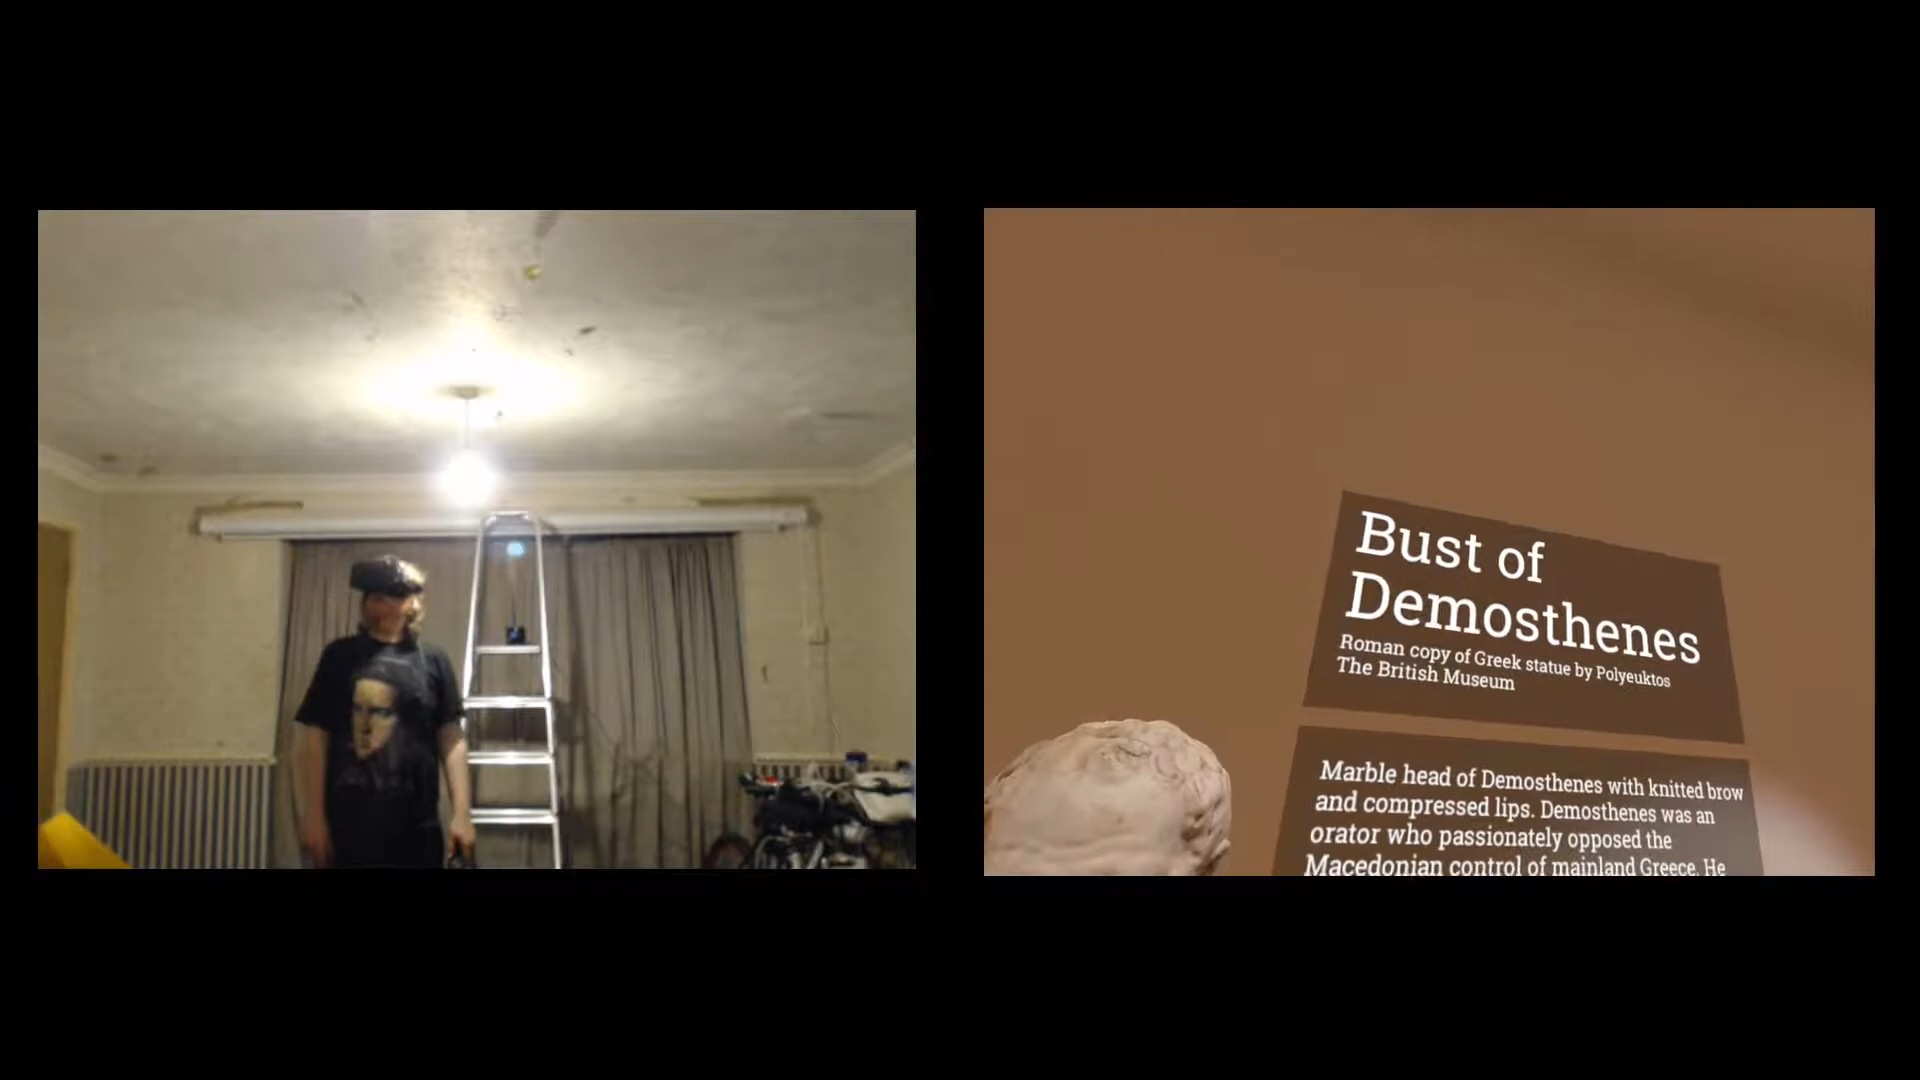 Bust of
Demosthenes
Roman copy of Greek statue by Polyeuktos
The British Museum
Marble head of Demosthenes with knitted brow
and compressed lips. Demosthenes was an
orator who passionately opposed the
Macedonian control of mainland Greece. He